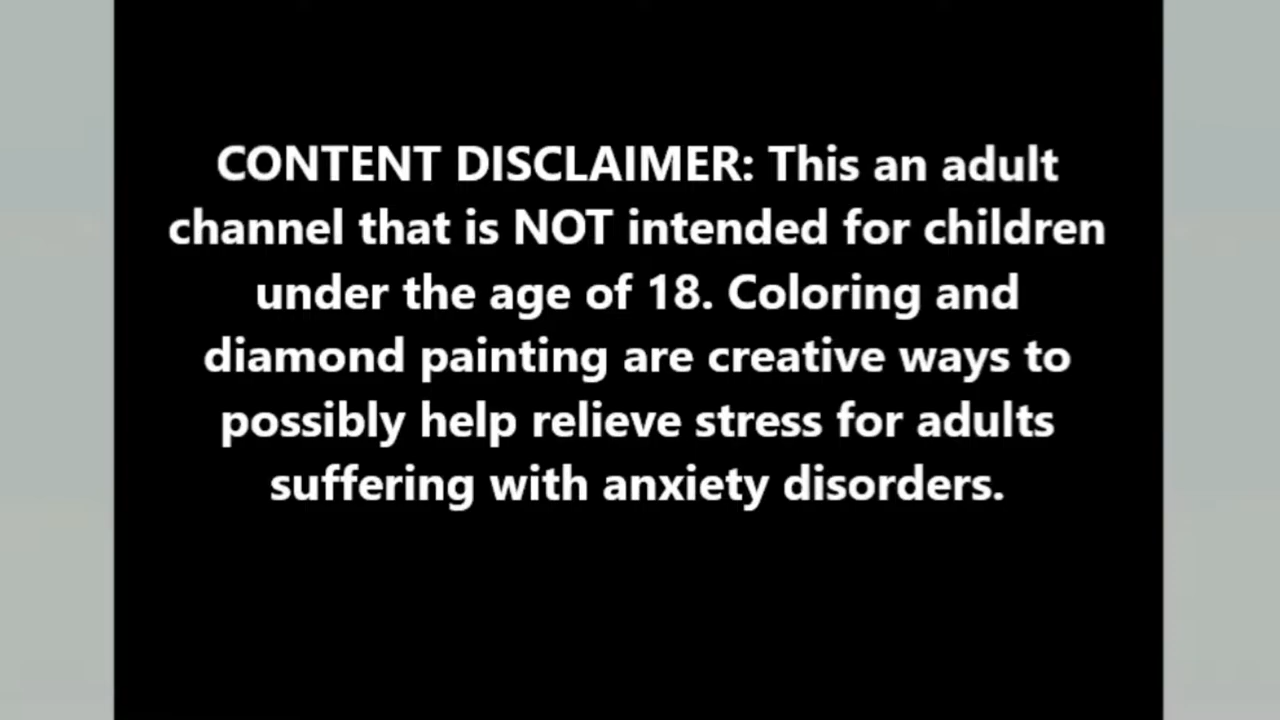 CONTENT DISCLAIMER: This an adult
channel that is NOT intended for children
under the age of 18. Coloring and
diamond painting are creative ways to
possibly help relieve stress for adults
suffering with anxiety disorders.